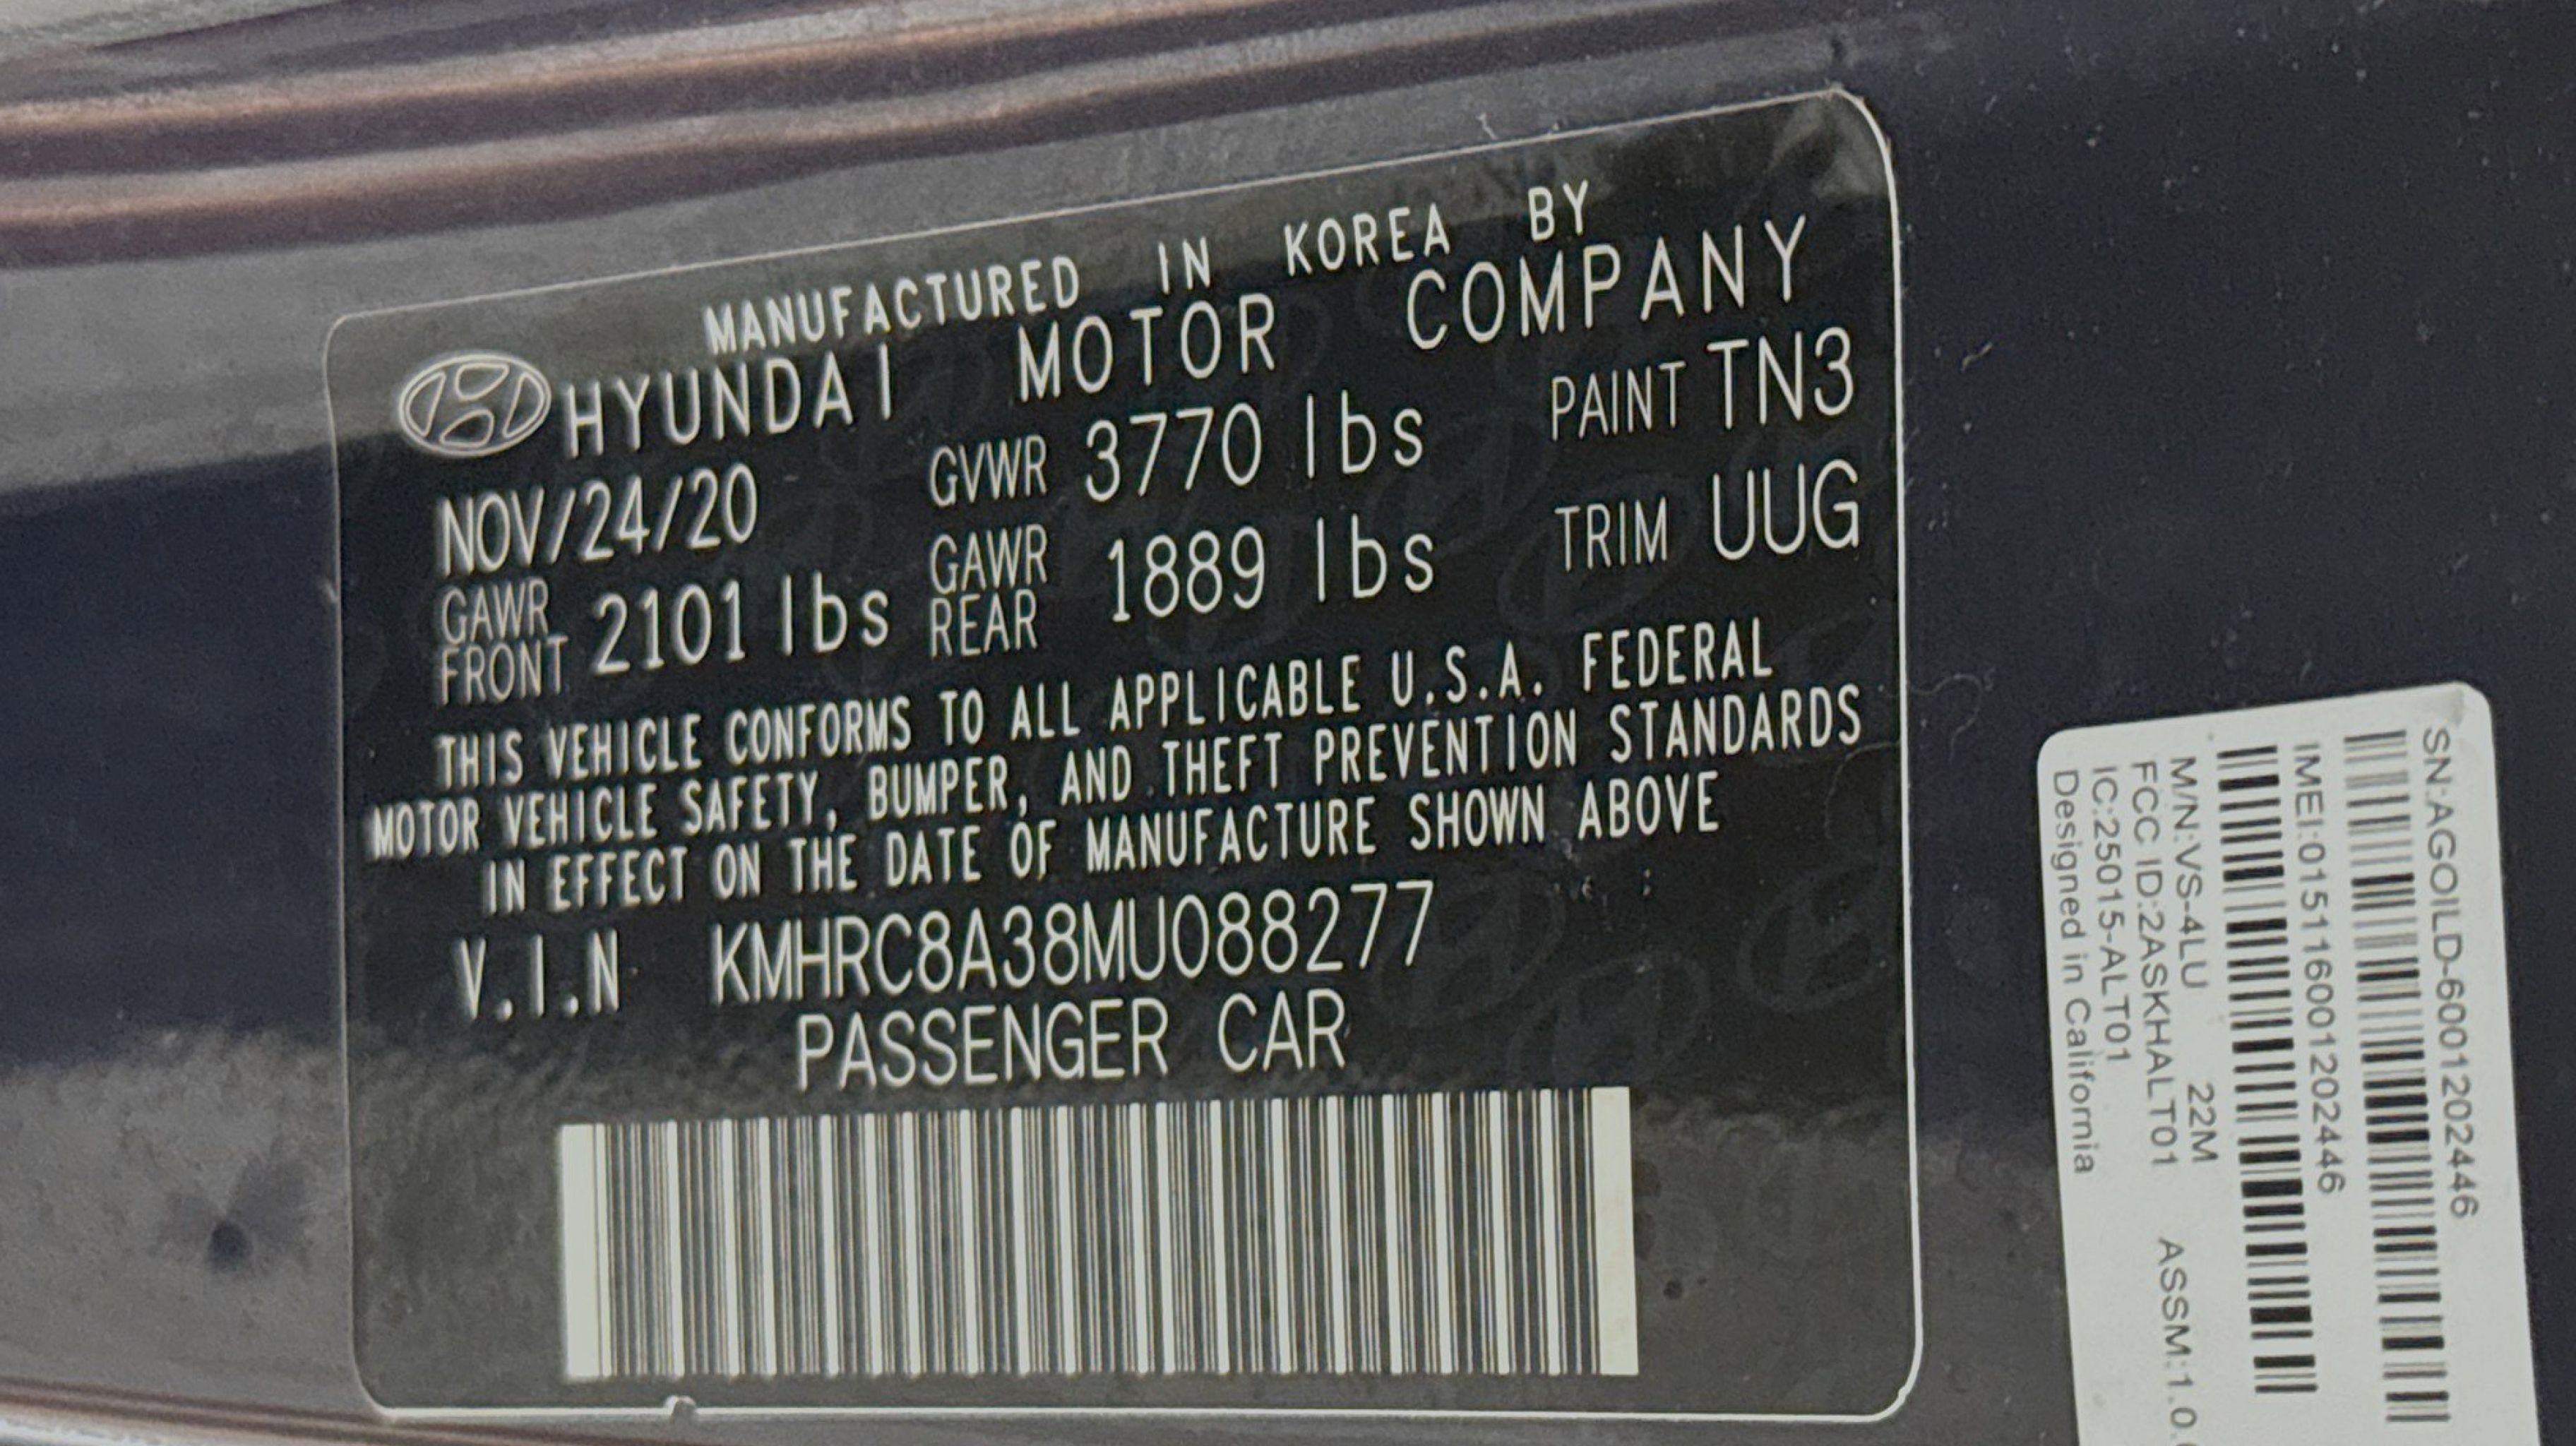 MANUFACTURED IN KOREA BY
HYUNDAI MOTOR COMPANY
NOV/24/20 GVWR 3770 lbs PAINT TN3
GAWR FRONT 2101 lbs GAWR REAR 1889 lbs TRIM UUG
THIS VEHICLE CONFORMS TO ALL APPLICABLE U.S.A. FEDERAL
MOTOR VEHICLE SAFETY, BUMPER, AND THEFT PREVENTION STANDARDS
IN EFFECT ON THE DATE OF MANUFACTURE SHOWN ABOVE
V.I.N KMHRC8A38MU088277
PASSENGER CAR
SN:AGOILD-6001202446
IMEI:015116001202446
M/N:VS-4LU 22M
FCC ID:2ASKHALT01 ASSM:1.0
IC:25015-ALT01
Designed in California